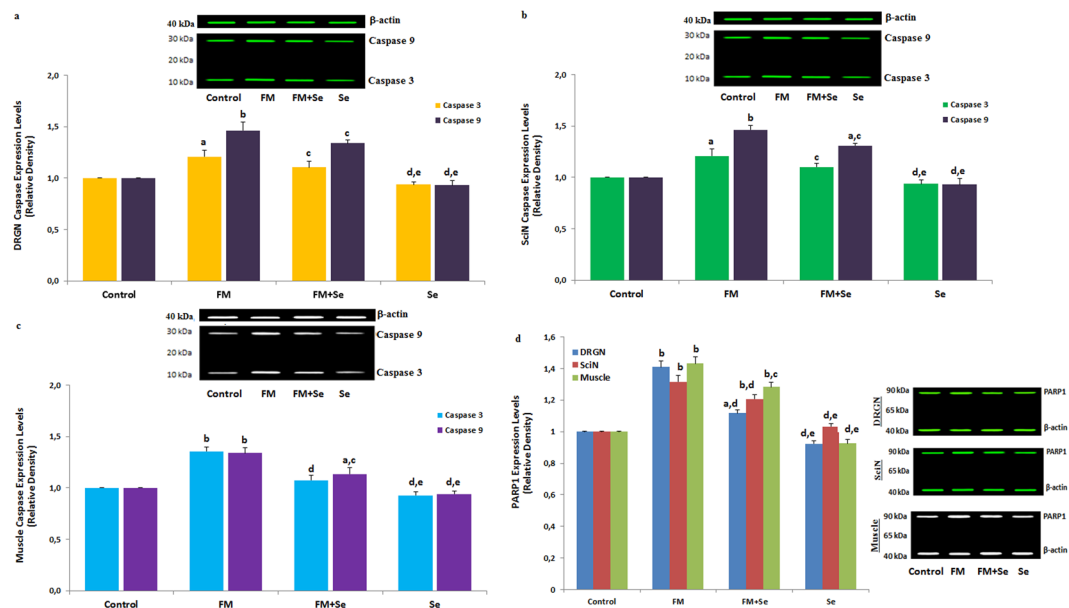 a
40 kDa
β-actin
30 kDa
Caspase 9
20 kDa
10 kDa
Caspase 3
Control FM FM+Se Se
DRGN Caspase Expression Levels
(Relative Density)
2,0
1,5
1,0
0,5
0,0
Caspase 3
Caspase 9
a
b
c
c
d,e
d,e
Control FM FM+Se Se
b
40 kDa
β-actin
30 kDa
Caspase 9
20 kDa
10 kDa
Caspase 3
Control FM FM+Se Se
SciN Caspase Expression Levels
(Relative Density)
2,0
1,5
1,0
0,5
0,0
Caspase 3
Caspase 9
a
b
c
a,c
d,e
d,e
Control FM FM+Se Se
c
40 kDa
β-actin
30 kDa
Caspase 9
20 kDa
10 kDa
Caspase 3
Control FM FM+Se Se
Muscle Caspase Expression Levels
(Relative Density)
2,0
1,5
1,0
0,5
0,0
Caspase 3
Caspase 9
b
b
d
a,c
d,e
d,e
Control FM FM+Se Se
d
PARP1 Expression Levels
(Relative Density)
1,6
1,4
1,2
1
0,8
0,6
0,4
0,2
0
DRGN
SciN
Muscle
b
b
b
a,d
b,d
b,c
d,e
d,e
d,e
Control FM FM+Se Se
DRGN
90 kDa
PARP1
65 kDa
β-actin
40 kDa
SciN
90 kDa
PARP1
65 kDa
β-actin
40 kDa
Muscle
90 kDa
PARP1
65 kDa
β-actin
40 kDa
Control FM FM+Se Se